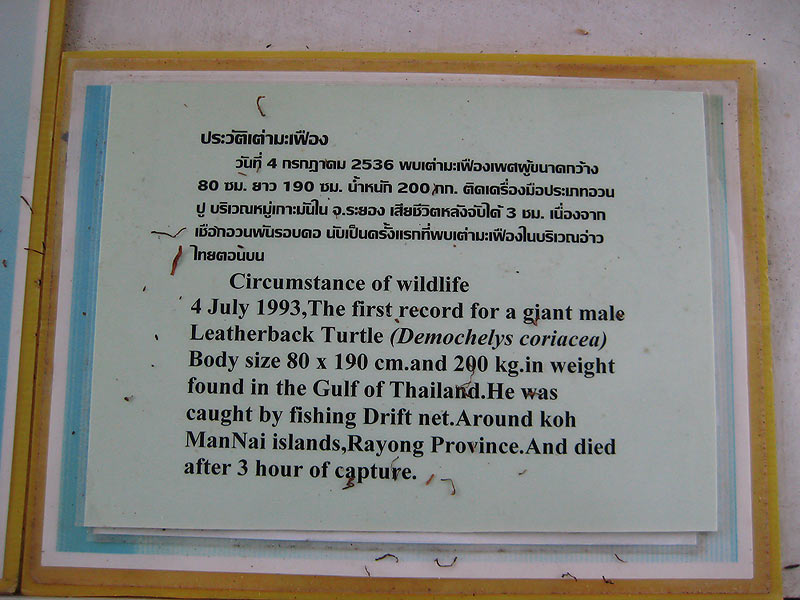 ประวัติเต่ามะเฟือง
วันที่ 4 กรกฎาคม 2536 พบเต่ามะเฟืองเพศผู้ขนาดกว้าง
80 ซม. ยาว 190 ซม. น้ำหนัก 200 กก. ติดเครื่องมือประเภทอวน
ปู บริเวณหมู่เกาะมันใน จ.ระยอง เสียชีวิตหลังจับได้ 3 ชม. เนื่องจาก
เชือกอวนพันรอบคอ นับเป็นครั้งแรกที่พบเต่ามะเฟืองในบริเวณอ่าว
ไทยตอนบน
Circumstance of wildlife
4 July 1993,The first record for a giant male
Leatherback Turtle (Demochelys coriacea)
Body size 80 x 190 cm.and 200 kg.in weight
found in the Gulf of Thailand.He was
caught by fishing Drift net.Around koh
ManNai islands,Rayong Province.And died
after 3 hour of capture.